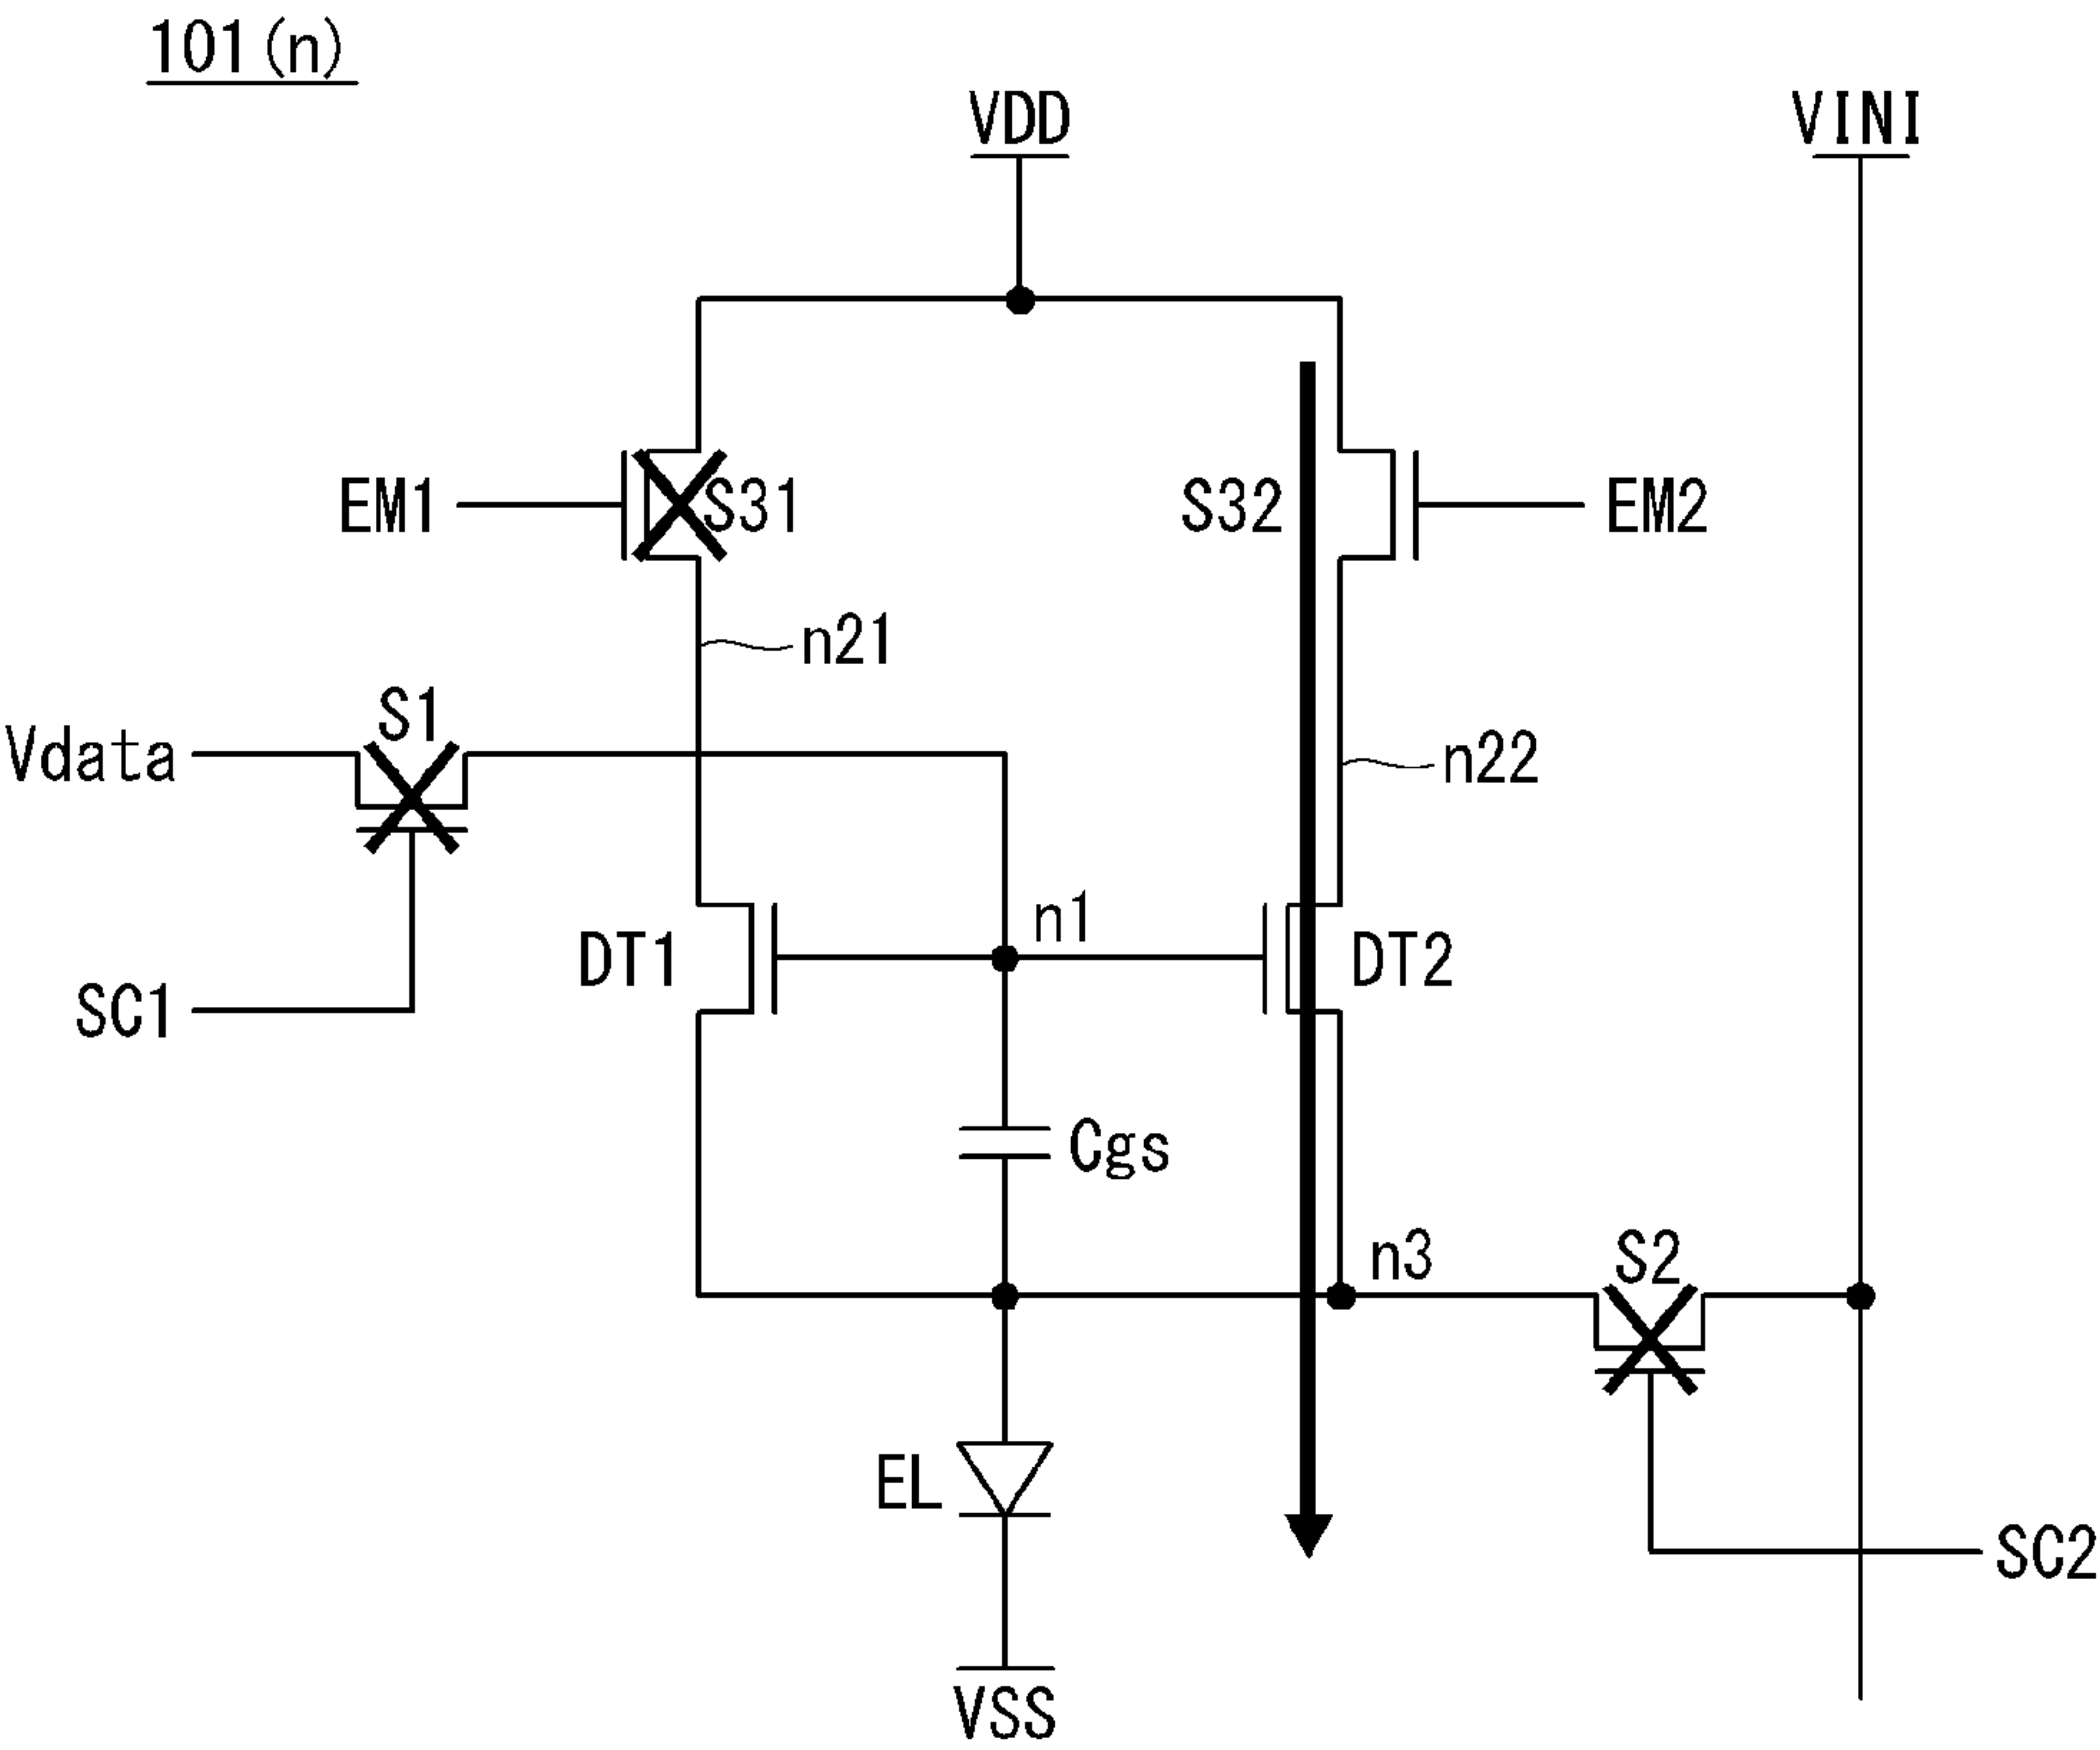 101(n)
VDD
VINI
EM1
S31
S32
EM2
n21
S1
Vdata
n22
n1
DT1
DT2
SC1
Cgs
n3
S2
EL
SC2
VSS